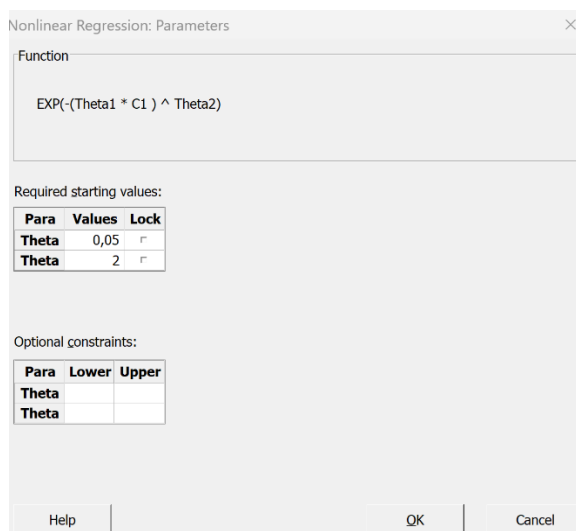 Nonlinear Regression: Parameters
Function
EXP(-(Theta1 * C1 ) ^ Theta2)
Required starting values:
Para Values Lock
Theta 0,05
Theta 2
Optional constraints:
Para Lower Upper
Theta
Theta
Help OK Cancel